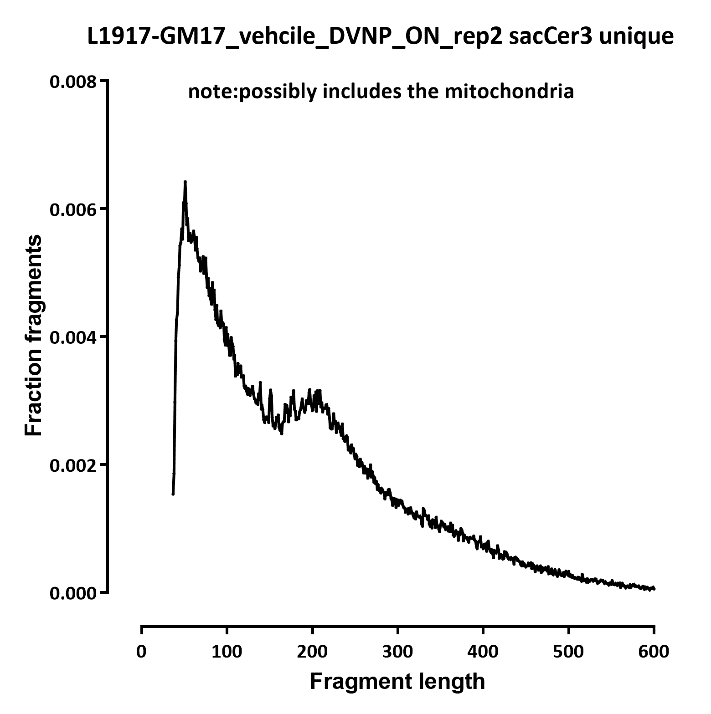 L1917-GM17_vehcile_DVNP_ON_rep2 sacCer3 unique
note:possibly includes the mitochondria
0.008
0.006
0.004
0.002
0.000
Fraction fragments
0 100 200 300 400 500 600
Fragment length